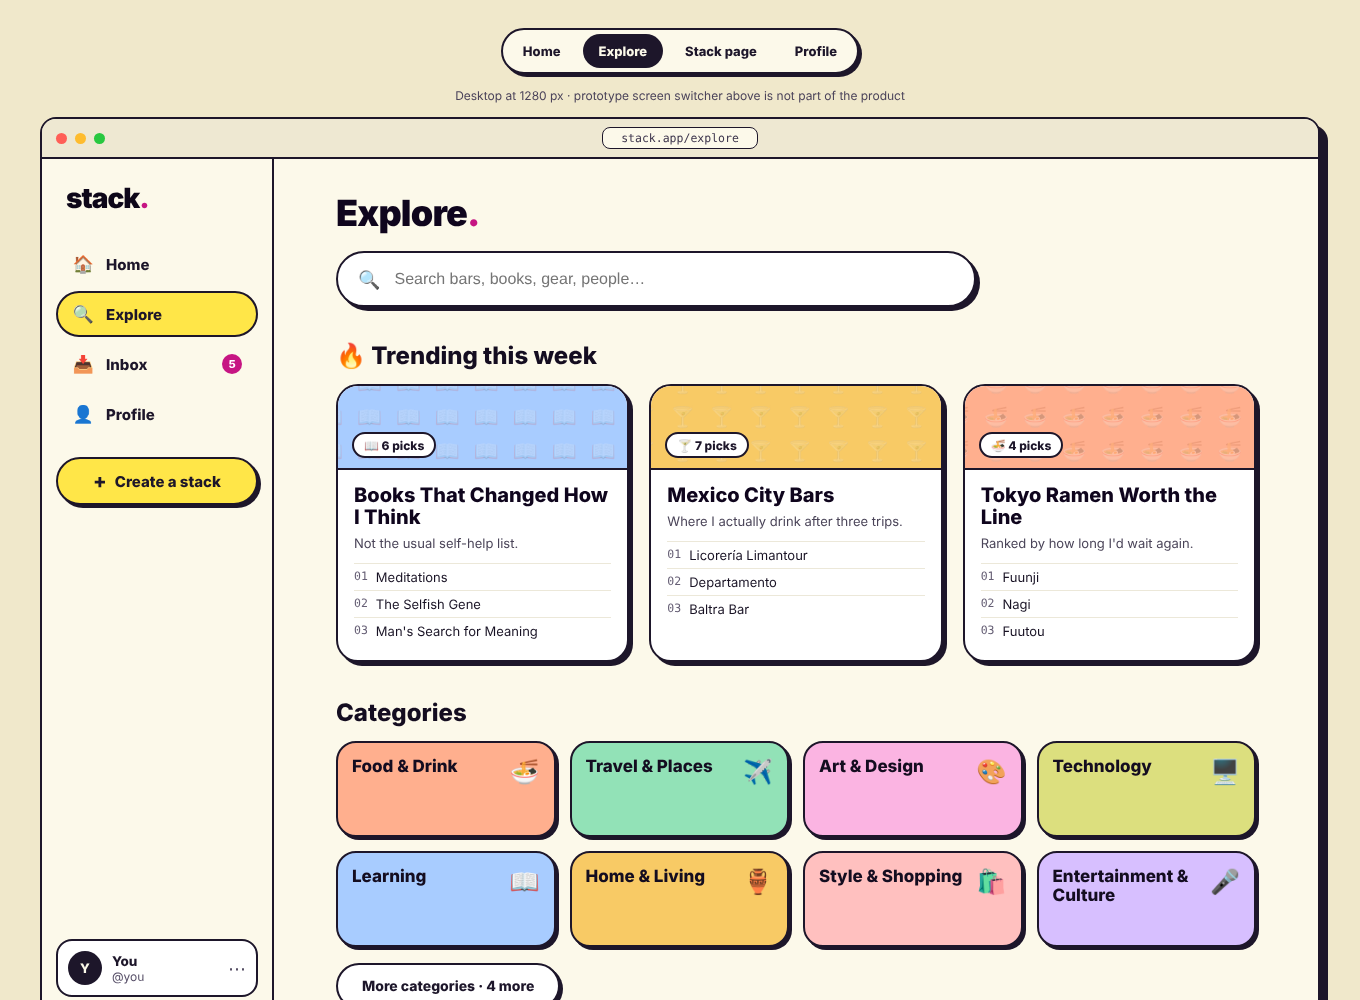 Home
Explore
Stack page
Profile
Desktop at 1280 px · prototype screen switcher above is not part of the product
stack.app/explore
stack.
Home
Explore
Inbox
5
Profile
+ Create a stack
You
@you
Y
...
Explore.
Search bars, books, gear, people…
Trending this week
6 picks
Books That Changed How
I Think
Not the usual self-help list.
01 Meditations
02 The Selfish Gene
03 Man's Search for Meaning
7 picks
Mexico City Bars
Where I actually drink after three trips.
01 Licorería Limantour
02 Departamento
03 Baltra Bar
4 picks
Tokyo Ramen Worth the
Line
Ranked by how long I'd wait again.
01 Fuunji
02 Nagi
03 Fuutou
Categories
Food & Drink
Travel & Places
Art & Design
Technology
Learning
Home & Living
Style & Shopping
Entertainment &
Culture
More categories · 4 more